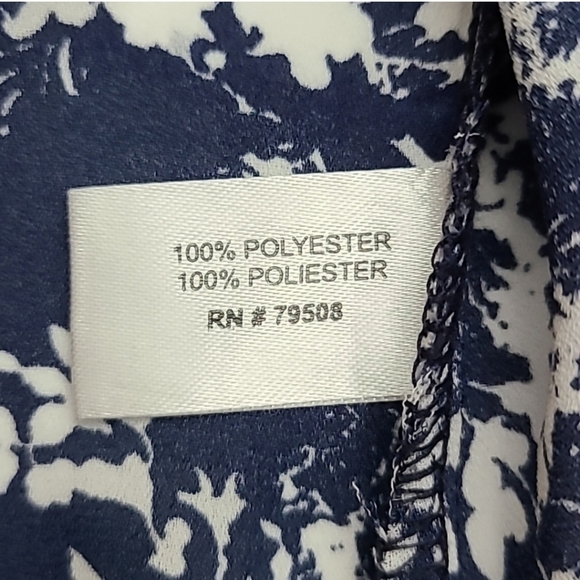 100% POLYESTER
100% POLIESTER
RN # 79508